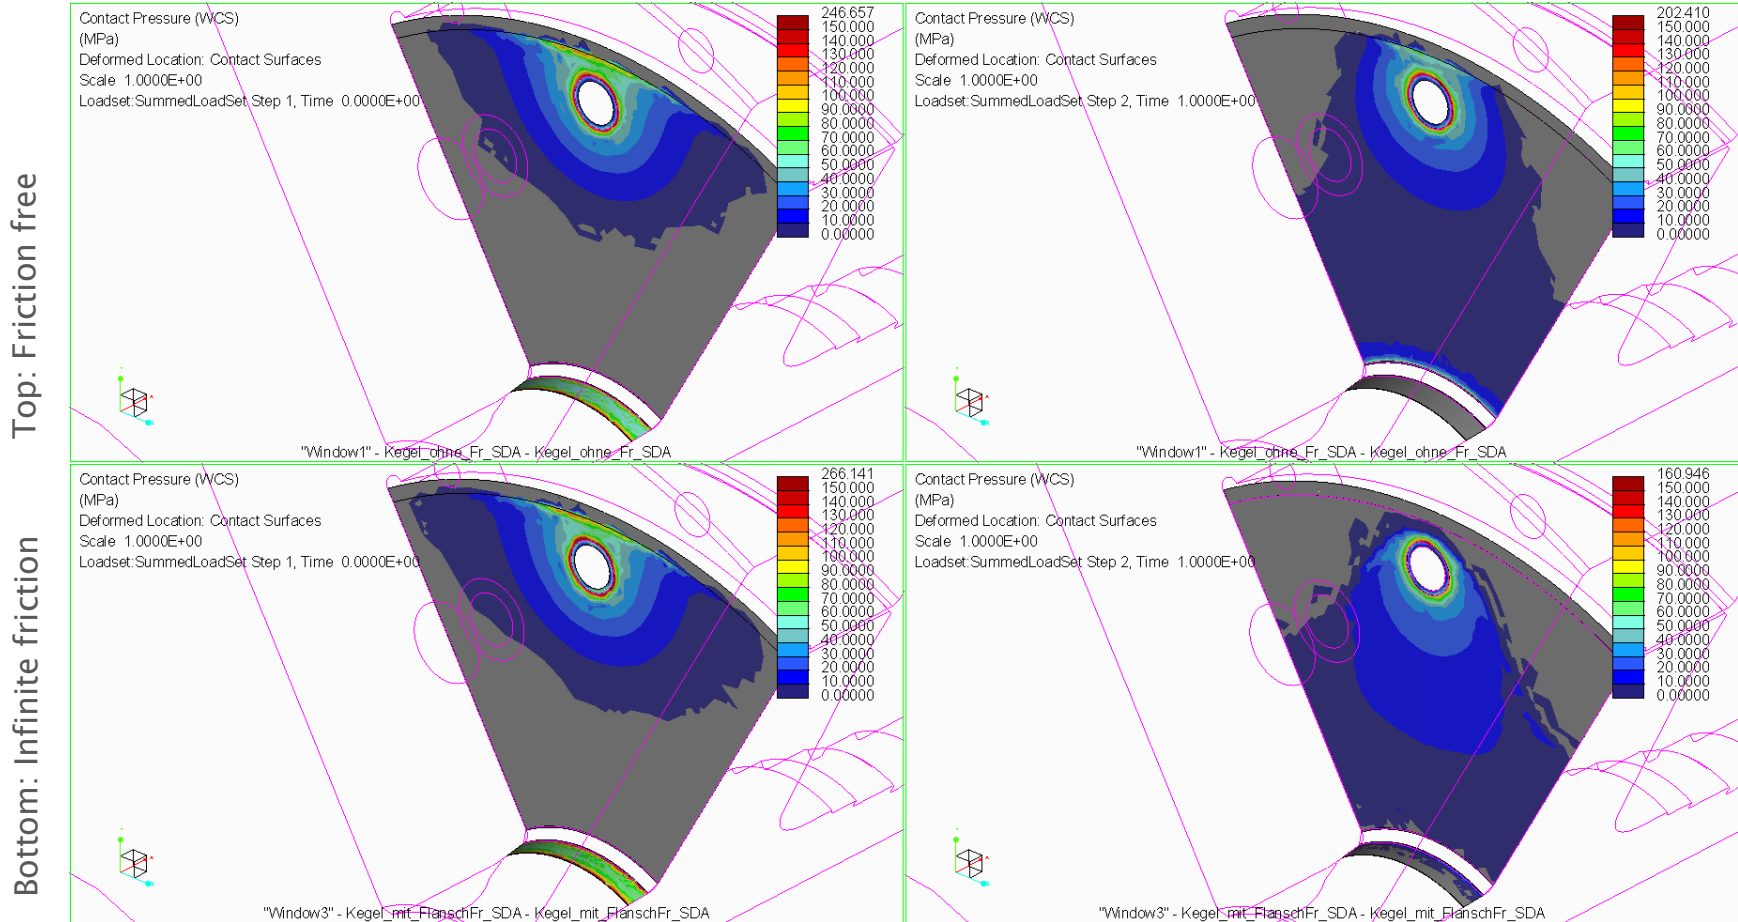 Top: Friction free
Bottom: Infinite friction
Contact Pressure (WCS)
(MPa)
Deformed Location: Contact Surfaces
Scale 1.0000E+00
Loadset:SummedLoadSet Step 1, Time 0.0000E+00
246.657
150.000
140.000
130.000
120.000
110.000
100.0000
90.0000
80.0000
70.0000
60.0000
50.0000
40.0000
30.0000
20.0000
10.0000
0.00000
"Window1" - Kegel_ohne_Fr_SDA - Kegel_ohne_Fr_SDA
Contact Pressure (WCS)
(MPa)
Deformed Location: Contact Surfaces
Scale 1.0000E+00
Loadset:SummedLoadSet Step 2, Time 1.0000E+00
202.410
150.000
140.000
130.000
120.000
110.000
100.0000
90.0000
80.0000
70.0000
60.0000
50.0000
40.0000
30.0000
20.0000
10.0000
0.00000
"Window1" - Kegel_ohne_Fr_SDA - Kegel_ohne_Fr_SDA
Contact Pressure (WCS)
(MPa)
Deformed Location: Contact Surfaces
Scale 1.0000E+00
Loadset:SummedLoadSet Step 1, Time 0.0000E+00
266.141
150.000
140.000
130.000
120.000
110.000
100.0000
90.0000
80.0000
70.0000
60.0000
50.0000
40.0000
30.0000
20.0000
10.0000
0.00000
"Window3" - Kegel_mit_FlanschFr_SDA - Kegel_mit_FlanschFr_SDA
Contact Pressure (WCS)
(MPa)
Deformed Location: Contact Surfaces
Scale 1.0000E+00
Loadset:SummedLoadSet Step 2, Time 1.0000E+00
160.946
150.000
140.000
130.000
120.000
110.000
100.0000
90.0000
80.0000
70.0000
60.0000
50.0000
40.0000
30.0000
20.0000
10.0000
0.00000
"Window3" - Kegel_mit_FlanschFr_SDA - Kegel_mit_FlanschFr_SDA